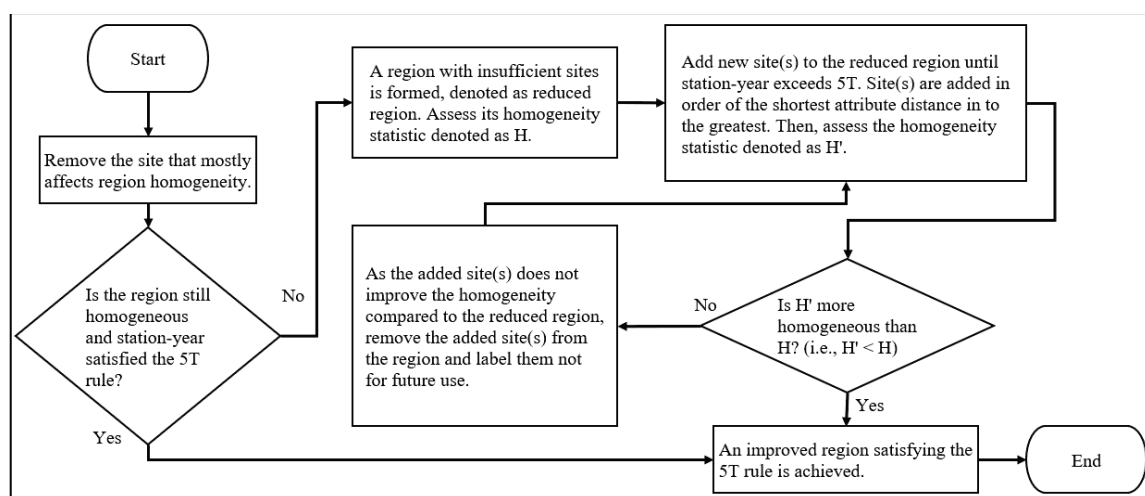 Start
Remove the site that mostly
affects region homogeneity.
Is the region still
homogeneous
and station-year
satisfied the 5T
rule?
No
Yes
A region with insufficient sites
is formed, denoted as reduced
region. Assess its homogeneity
statistic denoted as H.
Add new site(s) to the reduced region until
station-year exceeds 5T. Site(s) are added in
order of the shortest attribute distance in to
the greatest. Then, assess the homogeneity
statistic denoted as H'.
As the added site(s) does not
improve the homogeneity
compared to the reduced region,
remove the added site(s) from
the region and label them not
for future use.
No
Is H' more
homogeneous than
H? (i.e., H' < H)
Yes
An improved region satisfying the
5T rule is achieved.
End